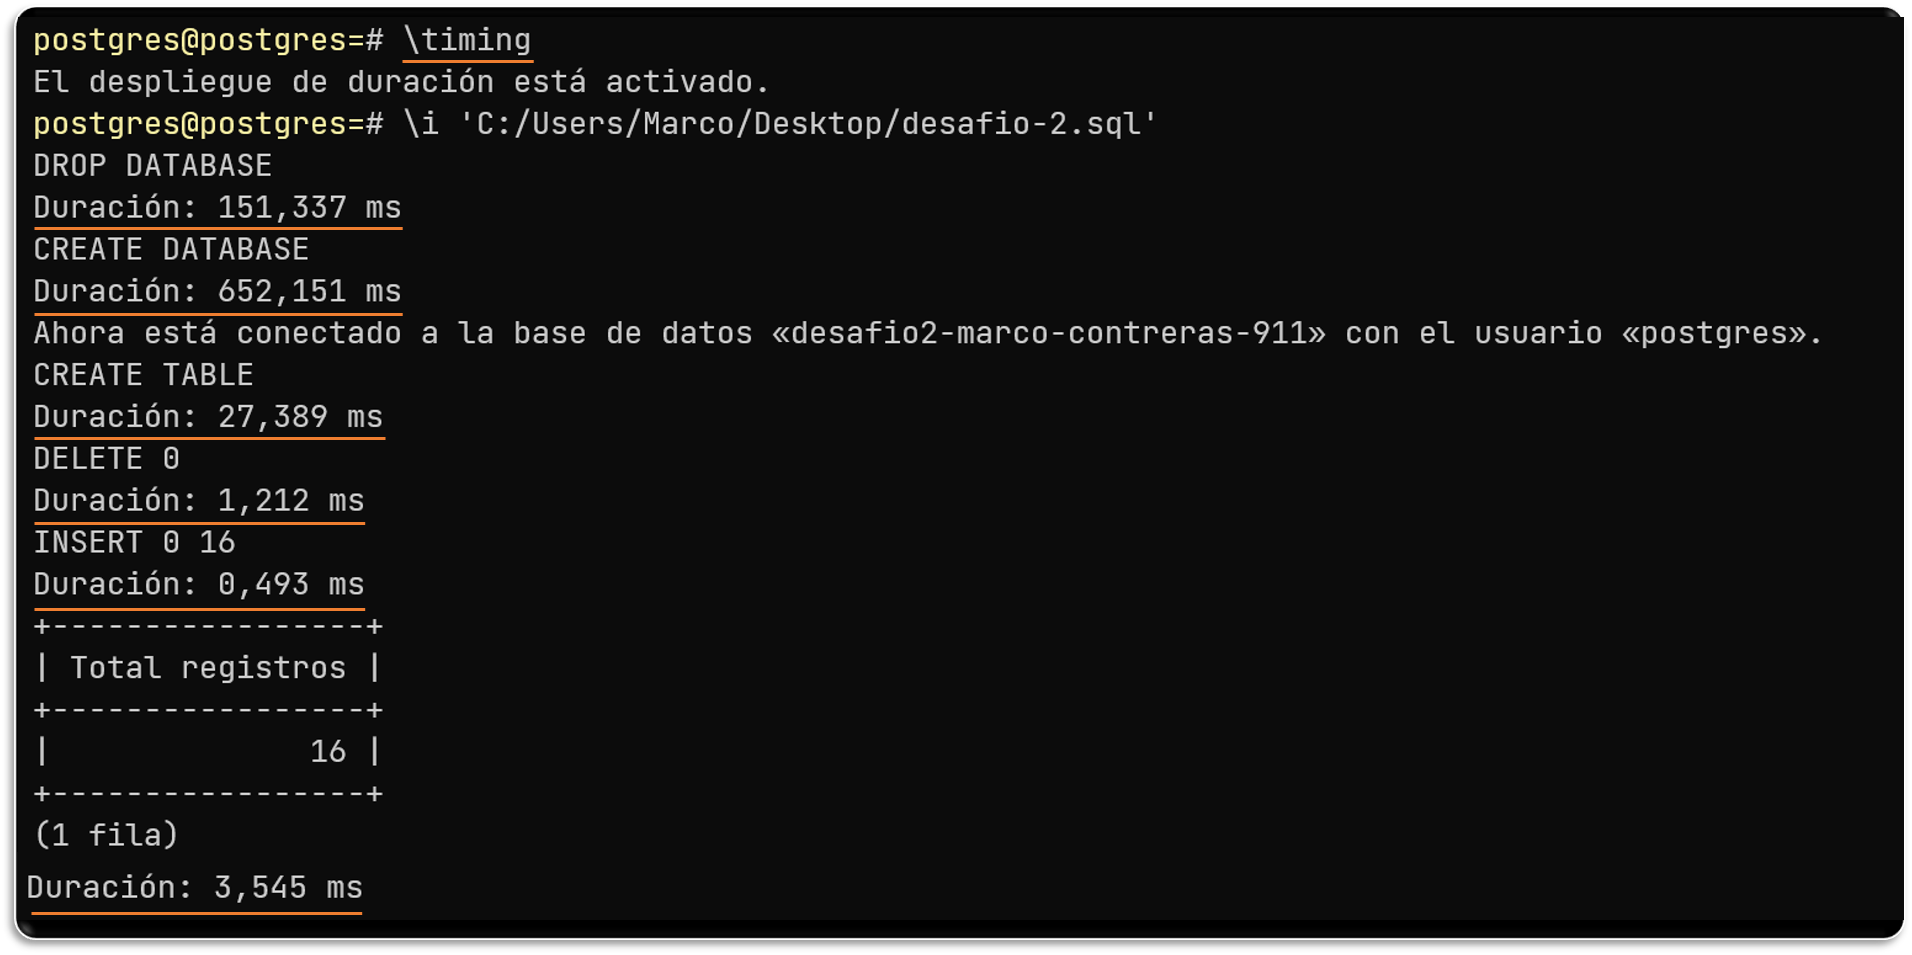 postgres@postgres=# \timing
El despliegue de duración está activado.
postgres@postgres=# \i 'C:/Users/Marco/Desktop/desafio-2.sql'
DROP DATABASE
Duración: 151,337 ms
CREATE DATABASE
Duración: 652,151 ms
Ahora está conectado a la base de datos «desafio2-marco-contreras-911» con el usuario «postgres».
CREATE TABLE
Duración: 27,389 ms
DELETE 0
Duración: 1,212 ms
INSERT 0 16
Duración: 0,493 ms
+-----------------+
| Total registros |
+-----------------+
|              16 |
+-----------------+
(1 fila)
Duración: 3,545 ms